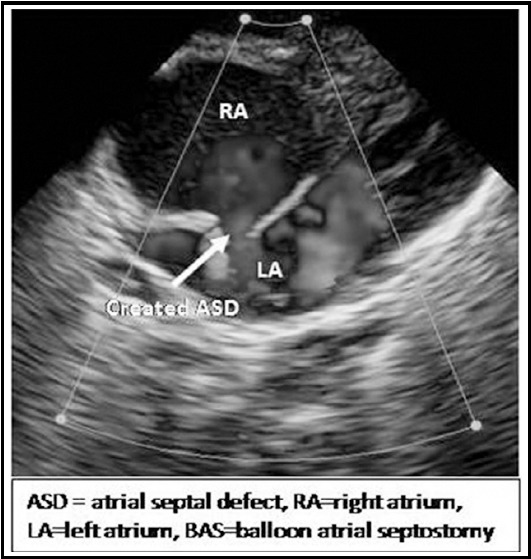 RA
LA
Created ASD
ASD = atrial septal defect, RA=right atrium,
LA=left atrium, BAS=balloon atrial septostomy